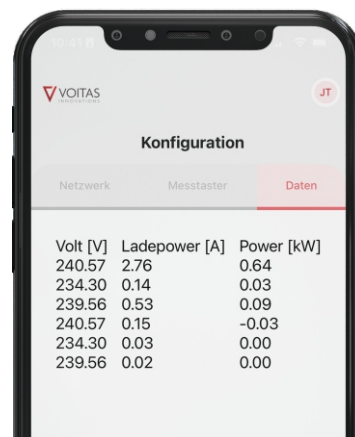 10:41
VOITAS
INNOVATIONS
JT
Konfiguration
Netzwerk Messtaster Daten
Volt [V] Ladepower [A] Power [kW]
240.57 2.76 0.64
234.30 0.14 0.03
239.56 0.53 0.09
240.57 0.15 -0.03
234.30 0.03 0.00
239.56 0.02 0.00